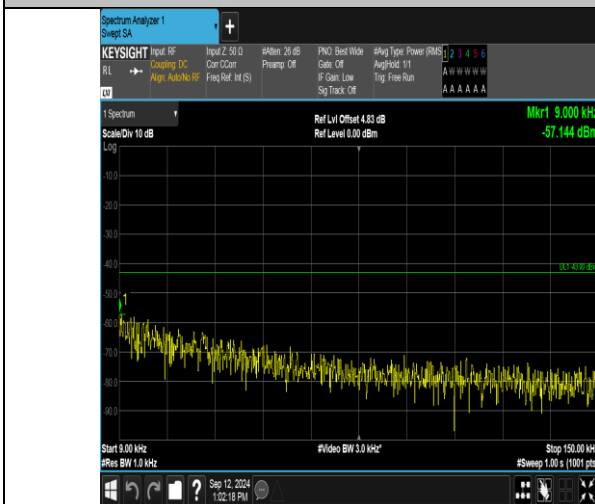 Spectrum Analyzer 1
Swept SA
+
KEYSIGHT Input: RF Input Z: 50 Ω #Atten: 26 dB PNO: Best Wide #Avg Type: Power (RMS 1 2 3 4 5 6
RL Coupling: DC Corr CCorr Preamp: Off Gate: Off Avg|Hold: 1/1 A W W W W W
Align: Auto/No RF Freq Ref: Int (S) IF Gain: Low Trig: Free Run
Sig Track: Off A A A A A A
LXI
1 Spectrum Ref Lvl Offset 4.83 dB Mkr1 9.000 kHz
Scale/Div 10 dB Ref Level 0.00 dBm -57.144 dBm
Log
-10.0
-20.0
-30.0
-40.0
DL1 -43.00 dBm
-50.0
1
-60.0
-70.0
-80.0
-90.0
Start 9.00 kHz #Video BW 3.0 kHz* Stop 150.00 kHz
#Res BW 1.0 kHz #Sweep 1.00 s (1001 pts
? Sep 12, 2024
1:02:18 PM